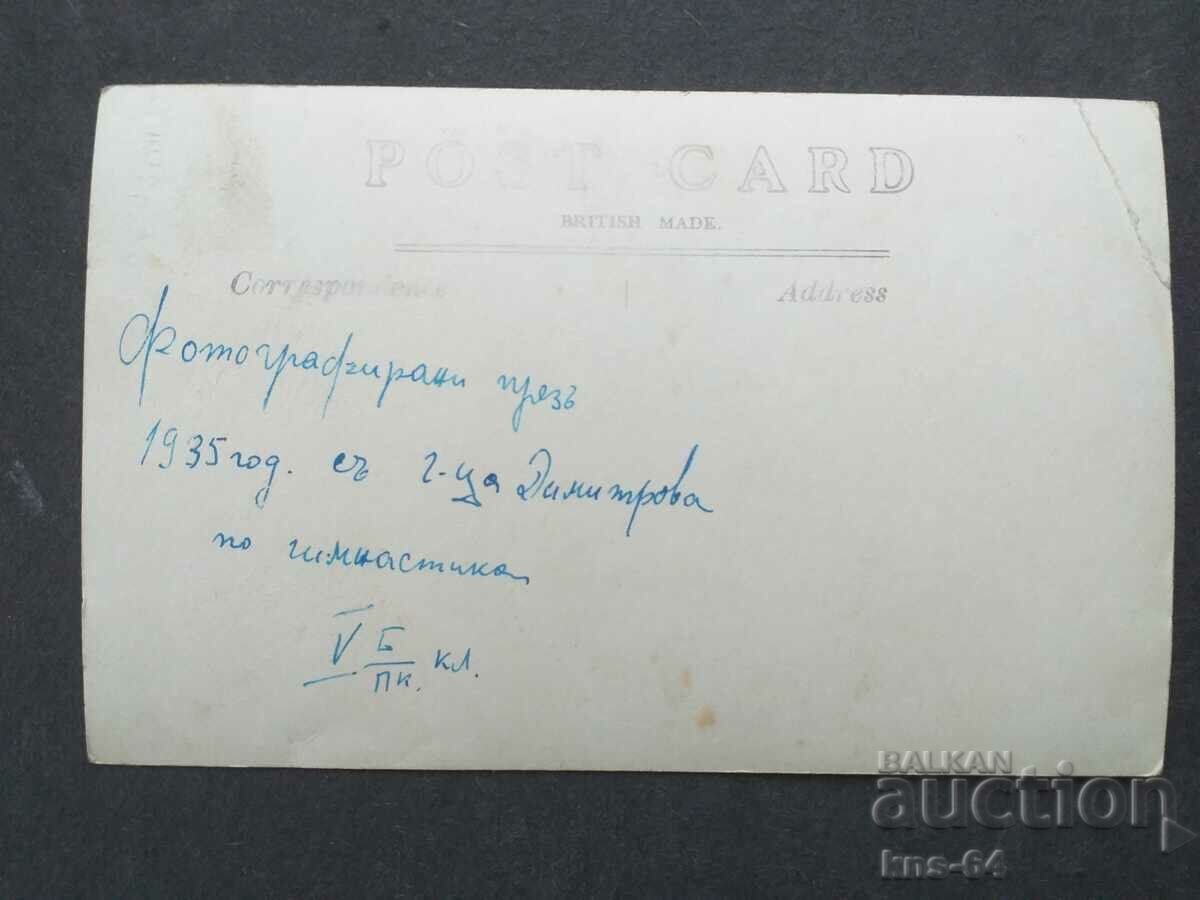 POST CARD
BRITISH MADE.
Correspondence
Address
Фотографирани презъ
1935 год. съ г-ца Димитрова
по гимнастика
V Б/пк. кл.
BALKAN
auction
kns-64